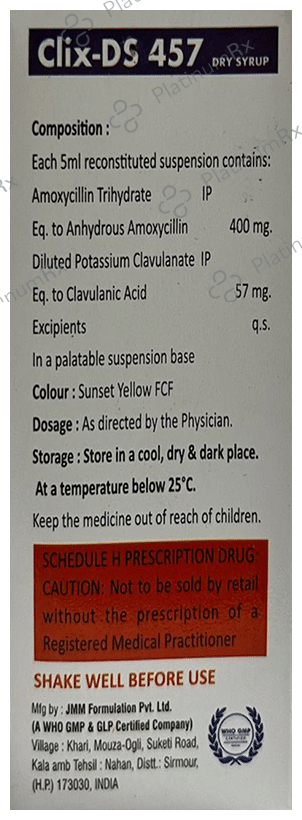 Clix-DS 457 DRY SYRUP
Composition :
Each 5ml reconstituted suspension contains:
Amoxycillin Trihydrate IP
Eq. to Anhydrous Amoxycillin 400 mg.
Diluted Potassium Clavulanate IP
Eq. to Clavulanic Acid 57 mg.
Excipients q.s.
In a palatable suspension base
Colour : Sunset Yellow FCF
Dosage : As directed by the Physician.
Storage : Store in a cool, dry & dark place.
At a temperature below 25°C.
Keep the medicine out of reach of children.
SCHEDULE H PRESCRIPTION DRUG
CAUTION: Not to be sold by retail
without the prescription of a
Registered Medical Practitioner
SHAKE WELL BEFORE USE
Mfg by : JMM Formulation Pvt. Ltd.
(A WHO GMP & GLP Certified Company)
Village : Khari, Mouza-Ogli, Suketi Road,
Kala amb Tehsil : Nahan, Distt.: Sirmour,
(H.P.) 173030, INDIA
WHO GMP
CERTIFIED
PlatinumRx